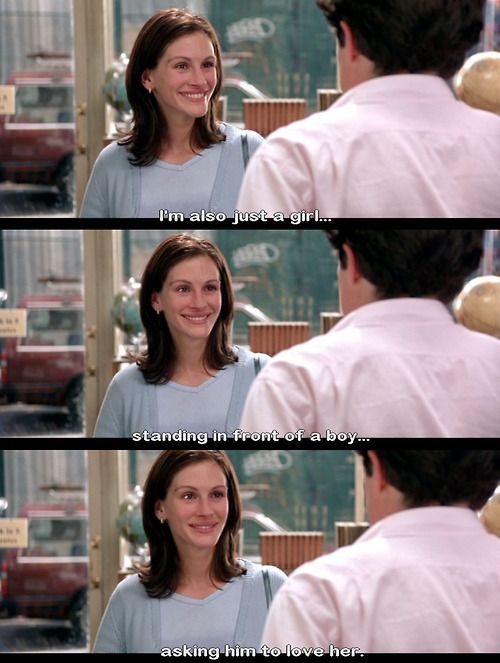 I'm also just a girl...
standing in front of a boy...
asking him to love her.